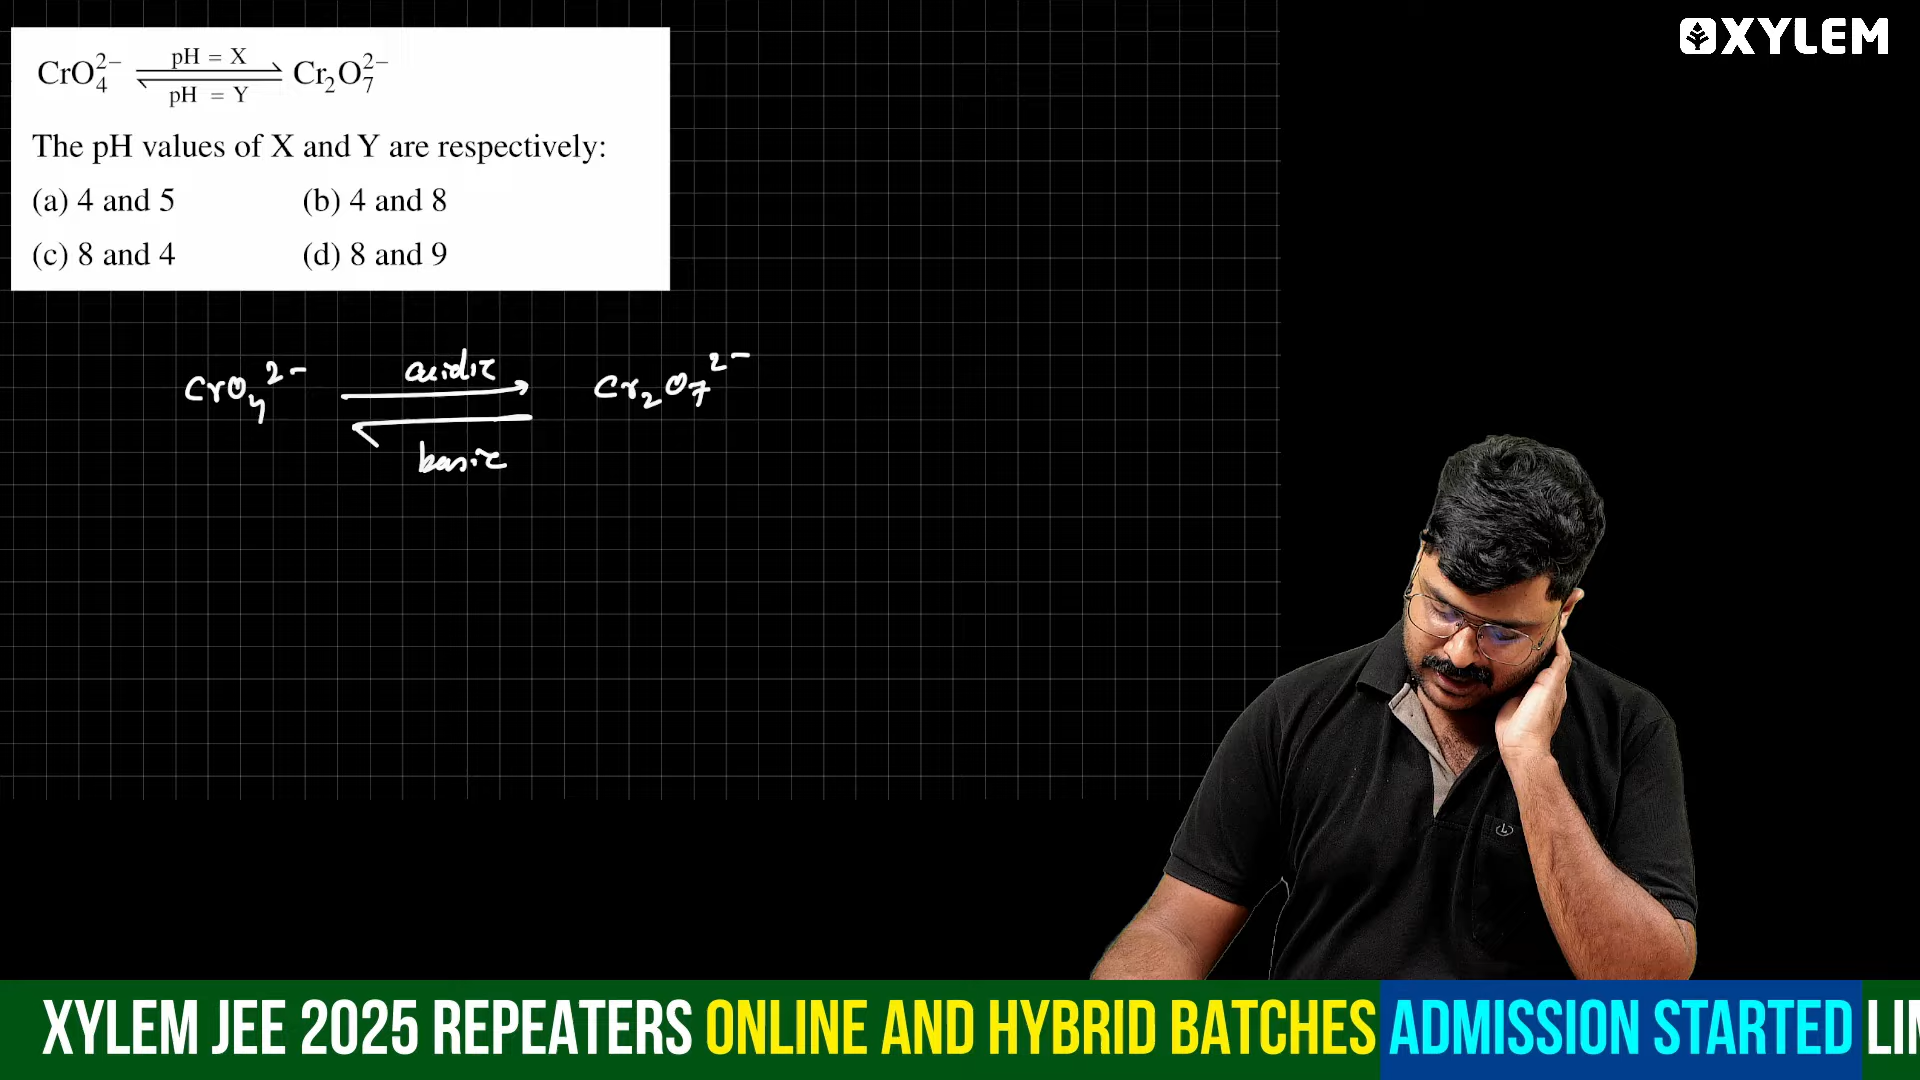 XYLEM
CrO₄²⁻ ⇌ Cr₂O₇²⁻
pH = X
pH = Y
The pH values of X and Y are respectively:
(a) 4 and 5 (b) 4 and 8
(c) 8 and 4 (d) 8 and 9
CrO₄²⁻ ⇌ Cr₂O₇²⁻
acidic
basic
XYLEM JEE 2025 REPEATERS ONLINE AND HYBRID BATCHES ADMISSION STARTED